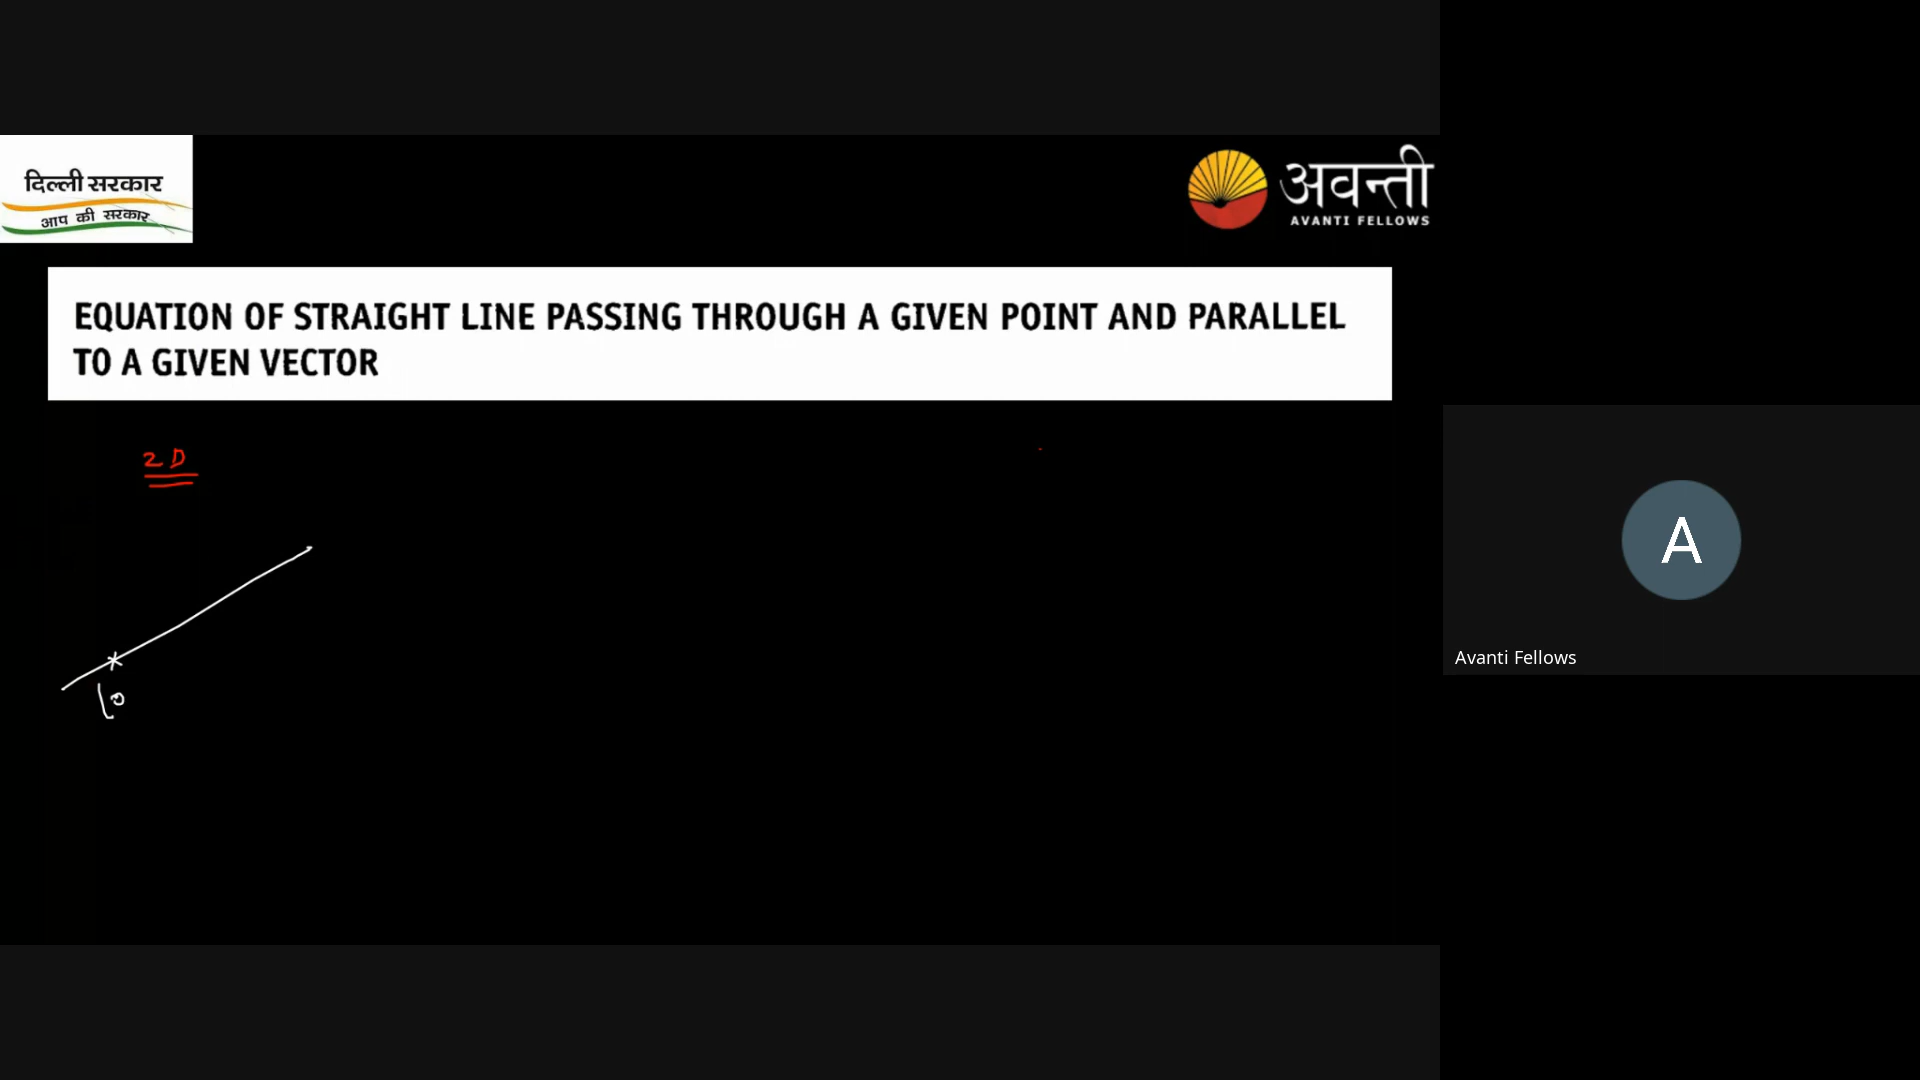 दिल्ली सरकार
आप की सरकार
अवन्ती
AVANTI FELLOWS
EQUATION OF STRAIGHT LINE PASSING THROUGH A GIVEN POINT AND PARALLEL
TO A GIVEN VECTOR
2D
A
Avanti Fellows